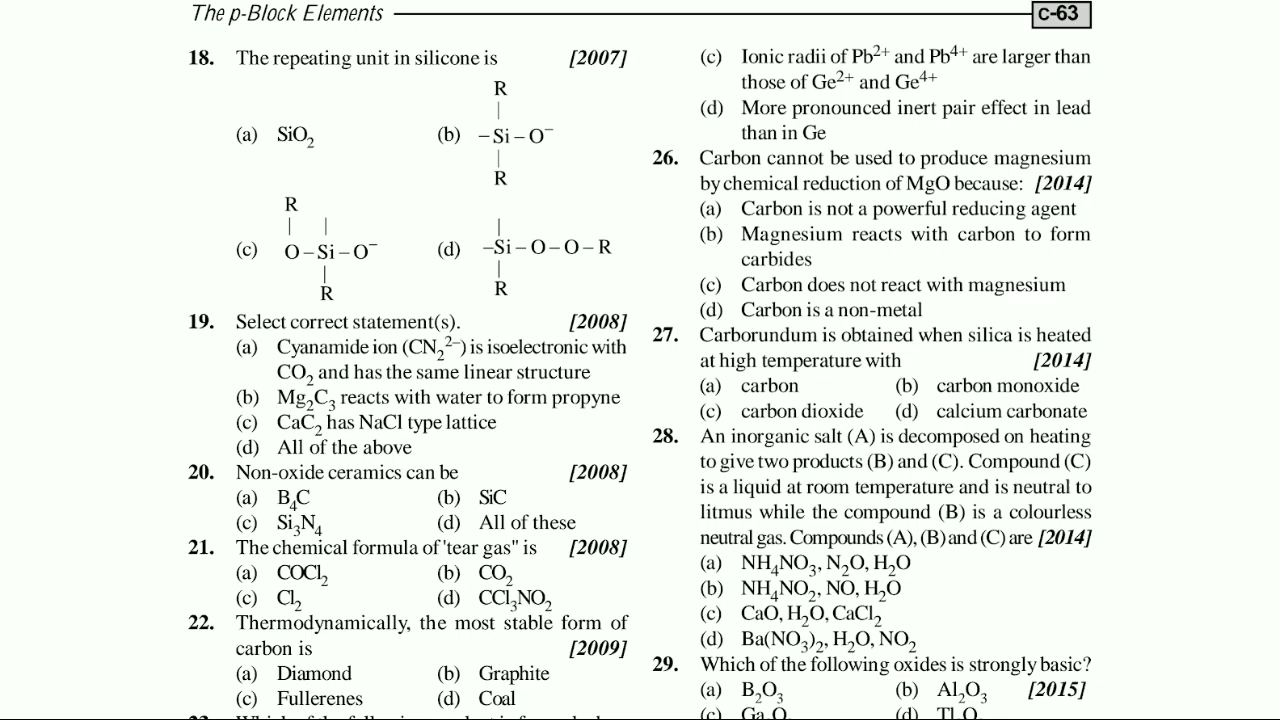 The p-Block Elements
C-63
18. The repeating unit in silicone is [2007]
R
|
(a) SiO₂ (b) – Si – O⁻
|
R
R
| |
(c) O – Si – O⁻
|
R
|
(d) –Si – O – O – R
|
R
19. Select correct statement(s). [2008]
(a) Cyanamide ion (CN₂²⁻) is isoelectronic with
CO₂ and has the same linear structure
(b) Mg₂C₃ reacts with water to form propyne
(c) CaC₂ has NaCl type lattice
(d) All of the above
20. Non-oxide ceramics can be [2008]
(a) B₄C (b) SiC
(c) Si₃N₄ (d) All of these
21. The chemical formula of 'tear gas" is [2008]
(a) COCl₂ (b) CO₂
(c) Cl₂ (d) CCl₃NO₂
22. Thermodynamically, the most stable form of
carbon is [2009]
(a) Diamond (b) Graphite
(c) Fullerenes (d) Coal
(c) Ionic radii of Pb²⁺ and Pb⁴⁺ are larger than
those of Ge²⁺ and Ge⁴⁺
(d) More pronounced inert pair effect in lead
than in Ge
26. Carbon cannot be used to produce magnesium
by chemical reduction of MgO because: [2014]
(a) Carbon is not a powerful reducing agent
(b) Magnesium reacts with carbon to form
carbides
(c) Carbon does not react with magnesium
(d) Carbon is a non-metal
27. Carborundum is obtained when silica is heated
at high temperature with [2014]
(a) carbon (b) carbon monoxide
(c) carbon dioxide (d) calcium carbonate
28. An inorganic salt (A) is decomposed on heating
to give two products (B) and (C). Compound (C)
is a liquid at room temperature and is neutral to
litmus while the compound (B) is a colourless
neutral gas. Compounds (A), (B) and (C) are [2014]
(a) NH₄NO₃, N₂O, H₂O
(b) NH₄NO₂, NO, H₂O
(c) CaO, H₂O, CaCl₂
(d) Ba(NO₃)₂, H₂O, NO₂
29. Which of the following oxides is strongly basic?
(a) B₂O₃ (b) Al₂O₃ [2015]
(c) Ga₂O₃ (d) Tl₂O₃